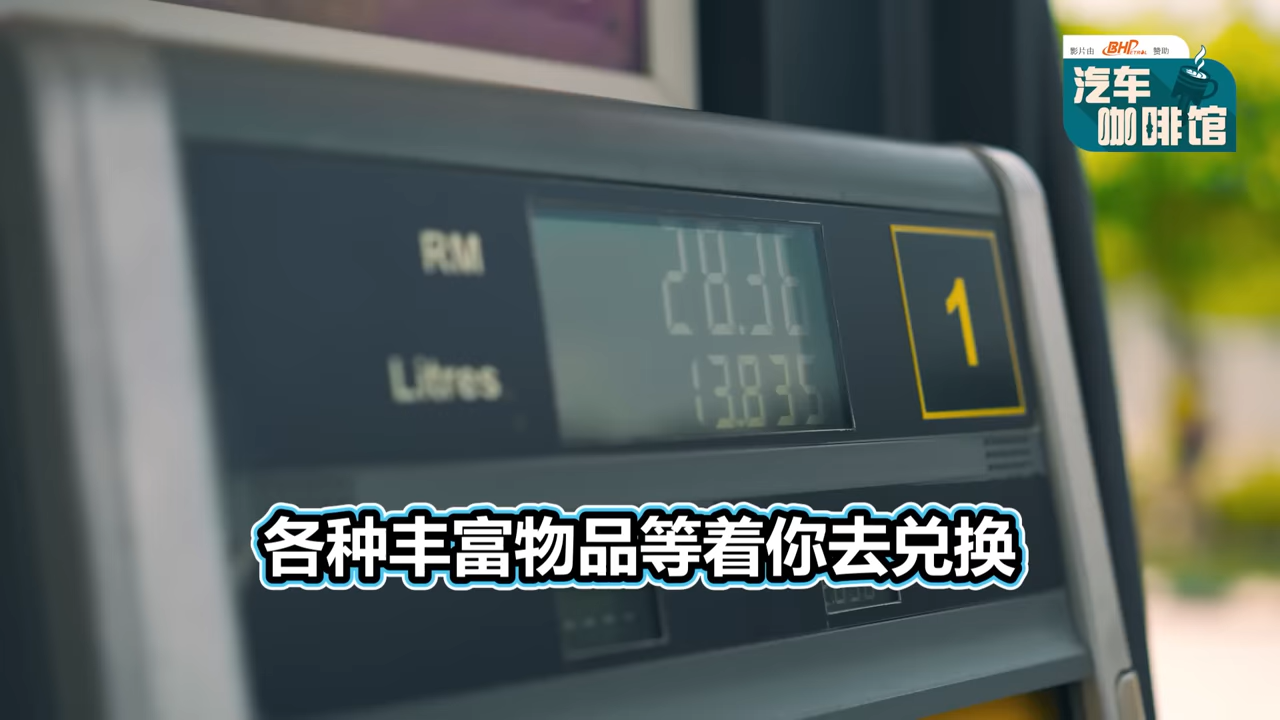 影片由 BHPETROL 赞助
汽车
咖啡馆
RM 28.36
1
Litres 13.835
各种丰富物品等着你去兑换